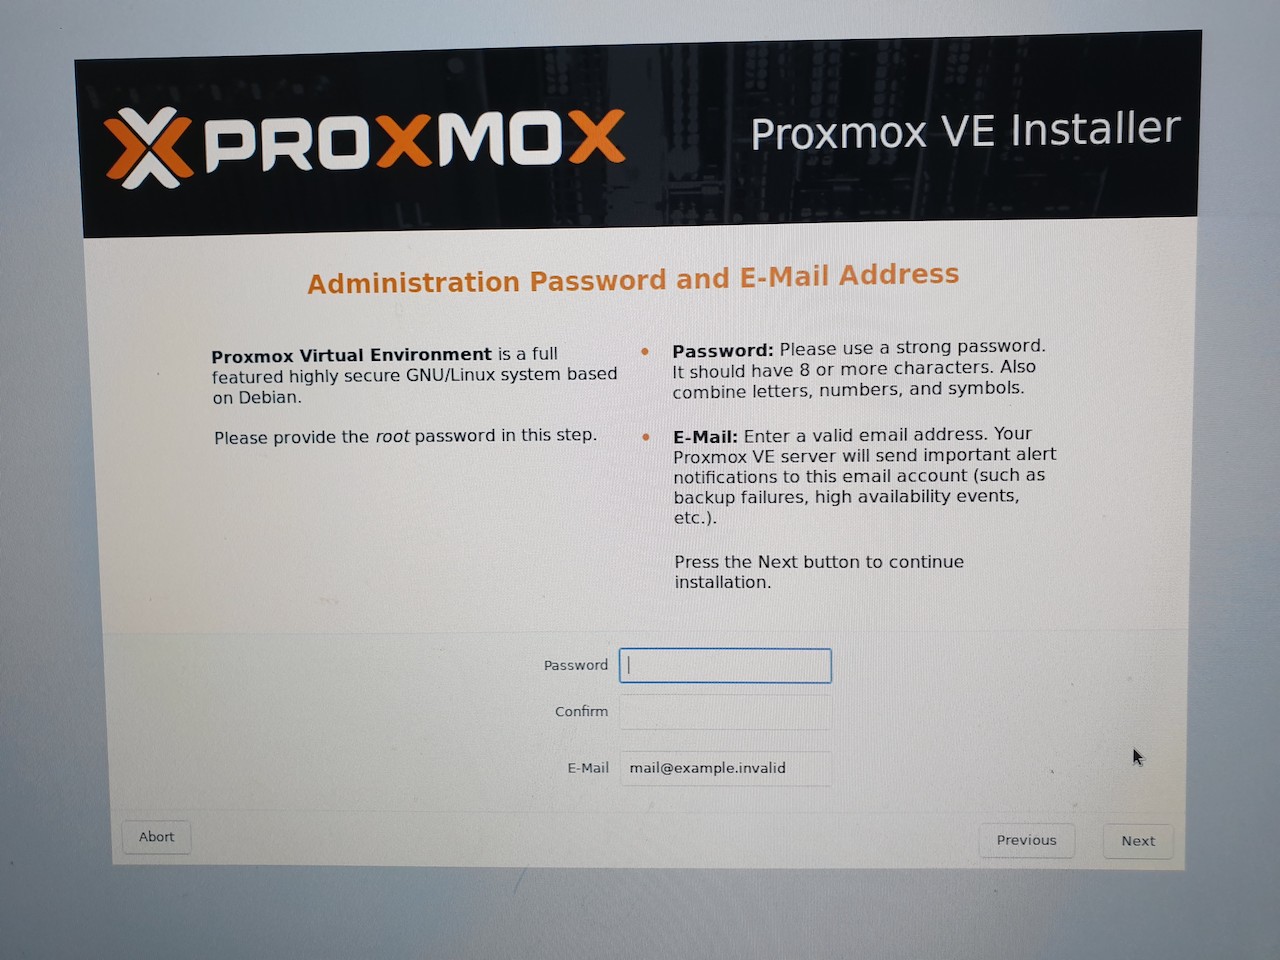 PROXMOX
Proxmox VE Installer
Administration Password and E-Mail Address
Proxmox Virtual Environment is a full
featured highly secure GNU/Linux system based
on Debian.
Please provide the root password in this step.
• Password: Please use a strong password.
It should have 8 or more characters. Also
combine letters, numbers, and symbols.
• E-Mail: Enter a valid email address. Your
Proxmox VE server will send important alert
notifications to this email account (such as
backup failures, high availability events,
etc.).
Press the Next button to continue
installation.
Password
Confirm
E-Mail mail@example.invalid
Abort Previous Next